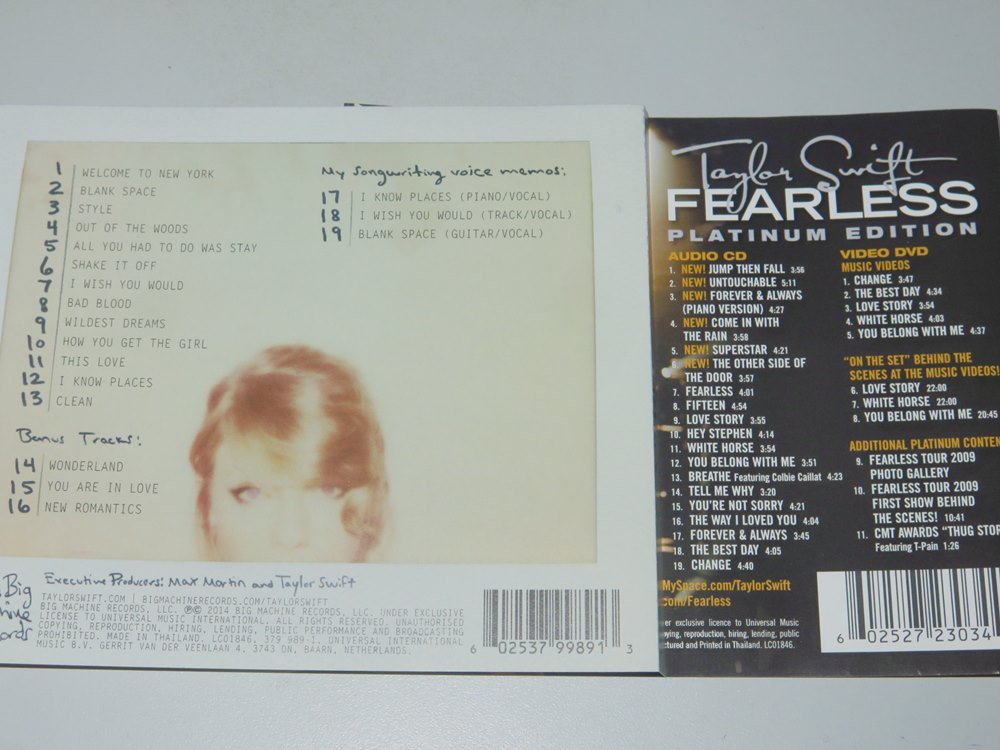 1 WELCOME TO NEW YORK
2 BLANK SPACE
3 STYLE
4 OUT OF THE WOODS
5 ALL YOU HAD TO DO WAS STAY
6 SHAKE IT OFF
7 I WISH YOU WOULD
8 BAD BLOOD
9 WILDEST DREAMS
10 HOW YOU GET THE GIRL
11 THIS LOVE
12 I KNOW PLACES
13 CLEAN
Bonus Tracks:
14 WONDERLAND
15 YOU ARE IN LOVE
16 NEW ROMANTICS
My songwriting voice memos:
17 I KNOW PLACES (PIANO/VOCAL)
18 I WISH YOU WOULD (TRACK/VOCAL)
19 BLANK SPACE (GUITAR/VOCAL)
Big
Executive Producers: Max Martin and Taylor Swift
TAYLORSWIFT.COM | BIGMACHINERECORDS.COM/TAYLORSWIFT
BIG MACHINE RECORDS, LLC. ℗© 2014 BIG MACHINE RECORDS, LLC. UNDER EXCLUSIVE
LICENSE TO UNIVERSAL MUSIC INTERNATIONAL. ALL RIGHTS RESERVED. UNAUTHORISED
COPYING, REPRODUCTION, HIRING, LENDING, PUBLIC PERFORMANCE AND BROADCASTING
PROHIBITED. MADE IN THAILAND. LC01846. 379 989-1. UNIVERSAL INTERNATIONAL
MUSIC B.V. GERRIT VAN DER VEENLAAN 4, 3743 DN, BAARN, NETHERLANDS.
6 02537 99891 3
Taylor Swift
FEARLESS
PLATINUM EDITION
AUDIO CD
1. NEW! JUMP THEN FALL 3:56
2. NEW! UNTOUCHABLE 5:11
3. NEW! FOREVER & ALWAYS
(PIANO VERSION) 4:27
4. NEW! COME IN WITH
THE RAIN 3:58
5. NEW! SUPERSTAR 4:21
6. NEW! THE OTHER SIDE OF
THE DOOR 3:57
7. FEARLESS 4:01
8. FIFTEEN 4:54
9. LOVE STORY 3:55
10. HEY STEPHEN 4:14
11. WHITE HORSE 3:54
12. YOU BELONG WITH ME 3:51
13. BREATHE Featuring Colbie Caillat 4:23
14. TELL ME WHY 3:20
15. YOU'RE NOT SORRY 4:21
16. THE WAY I LOVED YOU 4:04
17. FOREVER & ALWAYS 3:45
18. THE BEST DAY 4:05
19. CHANGE 4:40
VIDEO DVD
MUSIC VIDEOS
1. CHANGE 3:47
2. THE BEST DAY 4:34
3. LOVE STORY 3:54
4. WHITE HORSE 4:03
5. YOU BELONG WITH ME 4:37
"ON THE SET" BEHIND THE
SCENES AT THE MUSIC VIDEOS!
6. LOVE STORY 22:00
7. WHITE HORSE 22:00
8. YOU BELONG WITH ME 20:45
ADDITIONAL PLATINUM CONTEN
9. FEARLESS TOUR 2009
PHOTO GALLERY
10. FEARLESS TOUR 2009
FIRST SHOW BEHIND
THE SCENES! 10:41
11. CMT AWARDS "THUG STOR
Featuring T-Pain 1:26
MySpace.com/TaylorSwift
com/Fearless
er exclusive licence to Universal Music
ying, reproduction, hiring, lending, public
ctured and Printed in Thailand. LC01846.
6 02527 23034